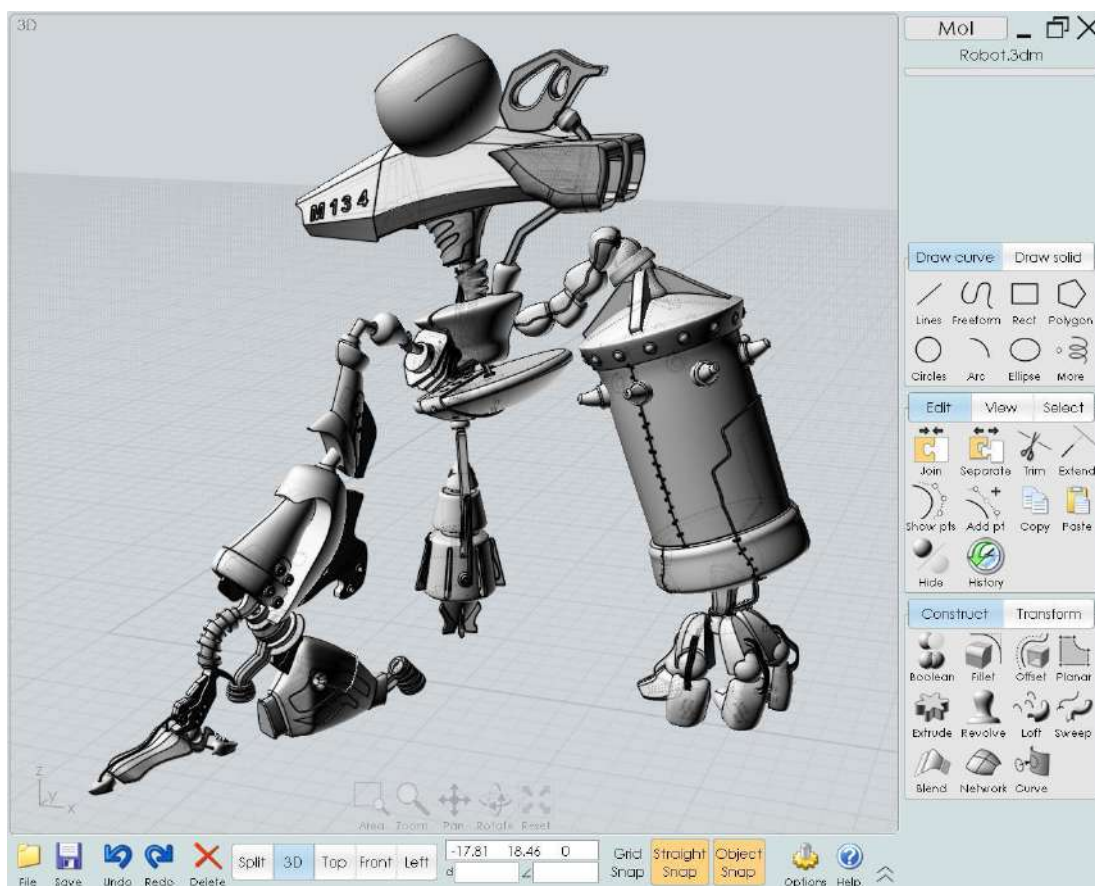 3D
MoI
Robot.3dm
M 13 4
Draw curve Draw solid
Lines Freeform Rect Polygon
Circles Arc Ellipse More
Edit View Select
Join Separate Trim Extend
Show pts Add pt Copy Paste
Hide History
Construct Transform
Boolean Fillet Offset Planar
Extrude Revolve Loft Sweep
Blend Network Curve
z
y x
Area Zoom Pan Rotate Reset
File Save Undo Redo Delete
Split 3D Top Front Left
-17.81 18.46 0
d
Grid Snap Straight Snap Object Snap
Options Help